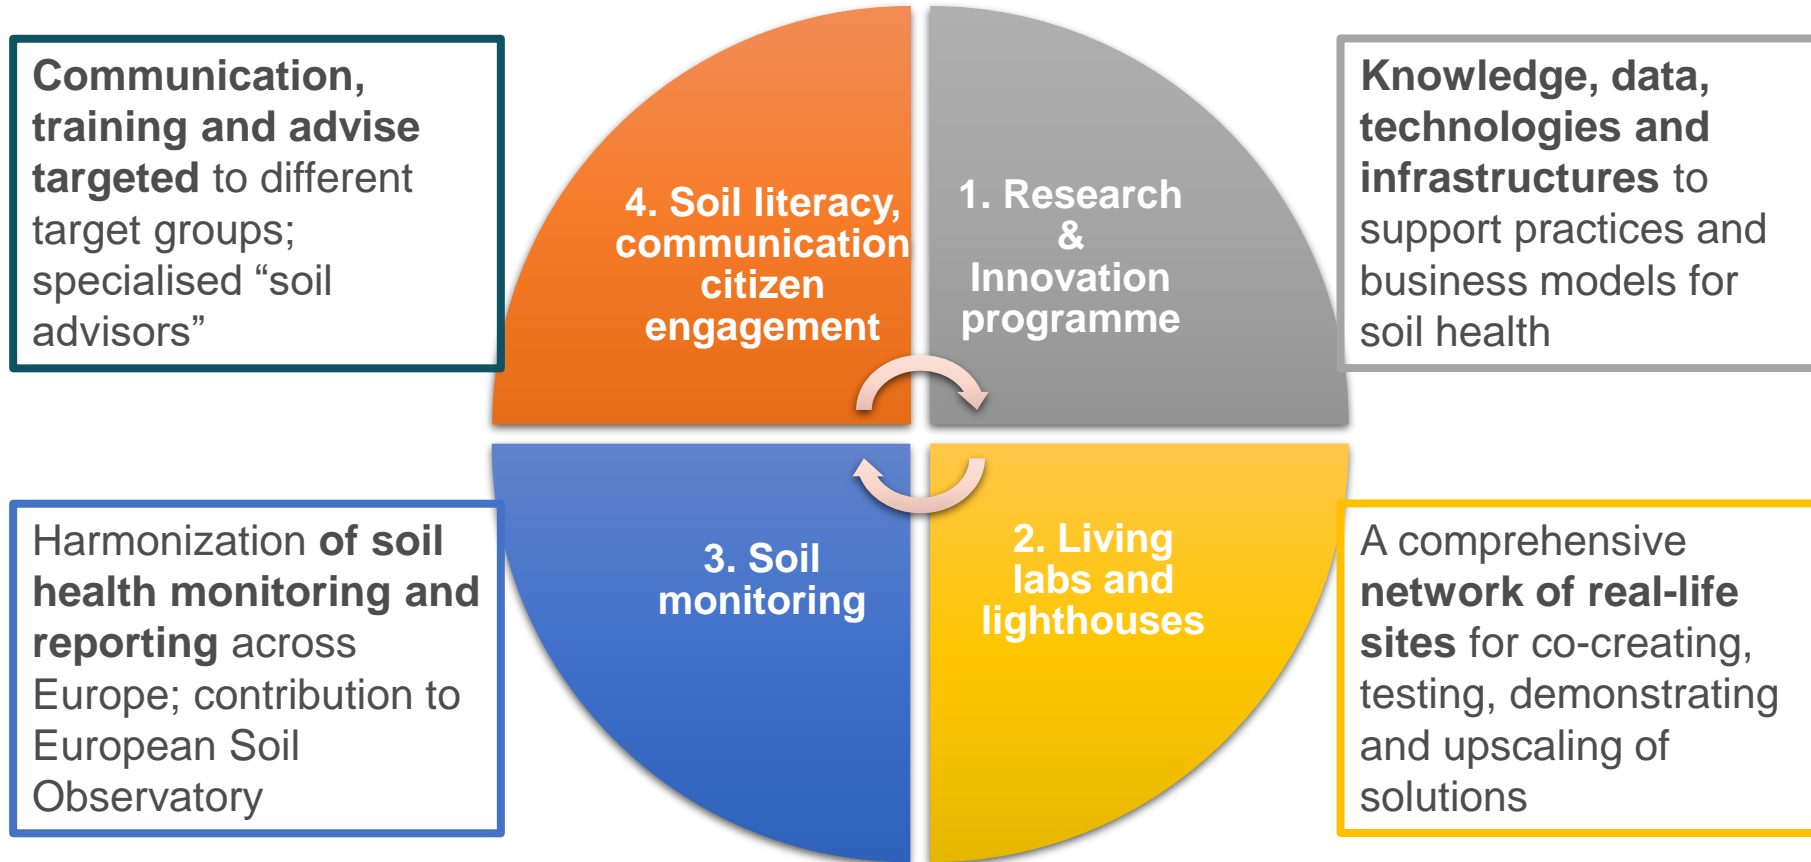 Communication,
training and advise
targeted to different
target groups;
specialised “soil
advisors”
4. Soil literacy,
communication
citizen
engagement
1. Research
&
Innovation
programme
Knowledge, data,
technologies and
infrastructures to
support practices and
business models for
soil health
Harmonization of soil
health monitoring and
reporting across
Europe; contribution to
European Soil
Observatory
3. Soil
monitoring
2. Living
labs and
lighthouses
A comprehensive
network of real-life
sites for co-creating,
testing, demonstrating
and upscaling of
solutions